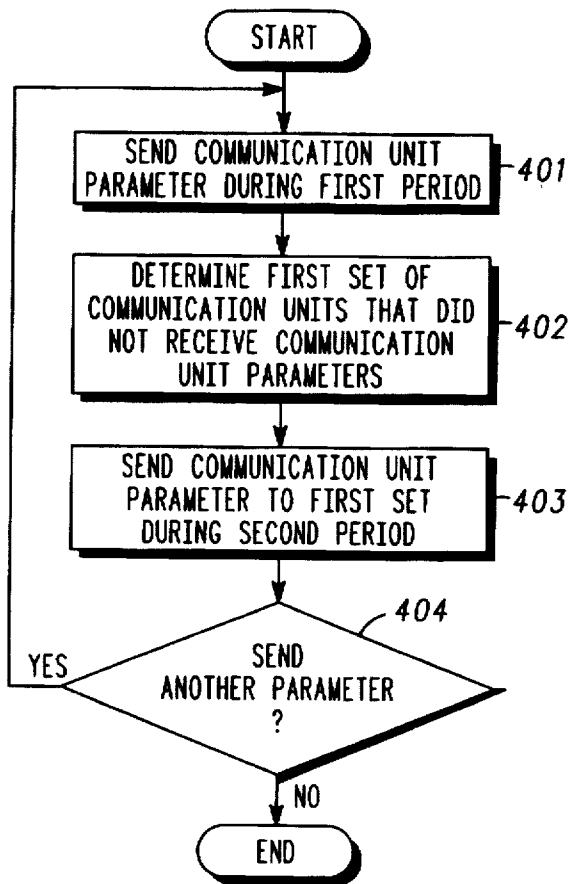 START
SEND COMMUNICATION UNIT
PARAMETER DURING FIRST PERIOD
401
DETERMINE FIRST SET OF
COMMUNICATION UNITS THAT DID
NOT RECEIVE COMMUNICATION
UNIT PARAMETERS
402
SEND COMMUNICATION UNIT
PARAMETER TO FIRST SET
DURING SECOND PERIOD
403
404
YES
SEND
ANOTHER PARAMETER
?
NO
END